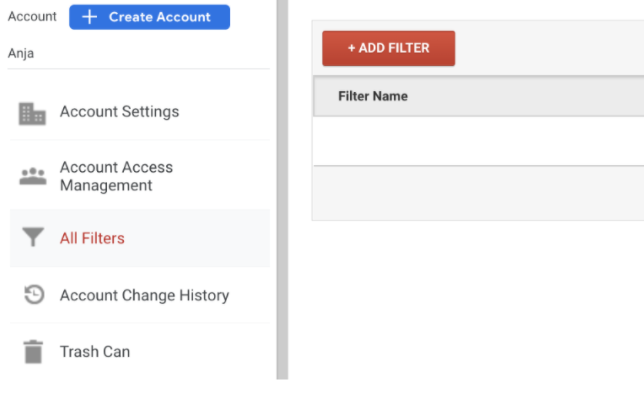 Account + Create Account
Anja
Account Settings
Account Access
Management
All Filters
Account Change History
Trash Can
+ ADD FILTER
Filter Name